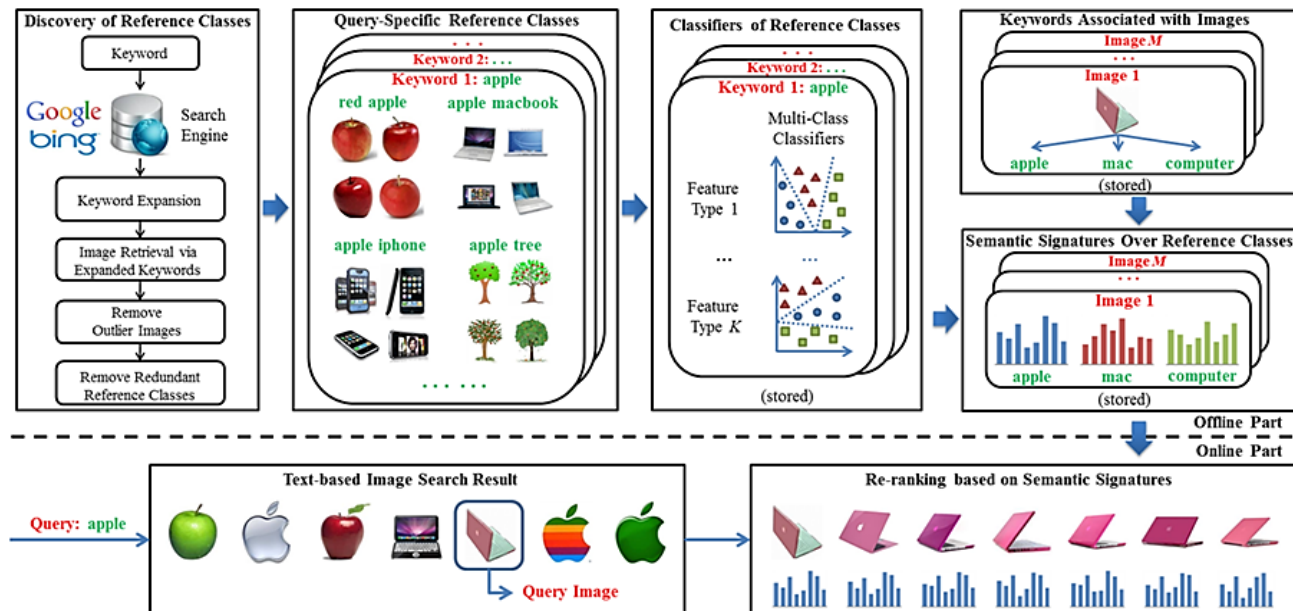 Discovery of Reference Classes
Keyword
Google
bing
Search
Engine
Keyword Expansion
Image Retrieval via
Expanded Keywords
Remove
Outlier Images
Remove Redundant
Reference Classes
Query-Specific Reference Classes
. . .
Keyword 2: . . .
Keyword 1: apple
red apple
apple macbook
apple iphone
apple tree
... ...
Classifiers of Reference Classes
. . .
Keyword 2: ...
Keyword 1: apple
Multi-Class
Classifiers
Feature
Type 1
...
...
Feature
Type K
(stored)
Keywords Associated with Images
Image M
...
Image 1
apple
mac
computer
(stored)
Semantic Signatures Over Reference Classes
Image M
...
Image 1
apple
mac
computer
(stored)
Offline Part
Online Part
Query: apple
Text-based Image Search Result
Query Image
Re-ranking based on Semantic Signatures